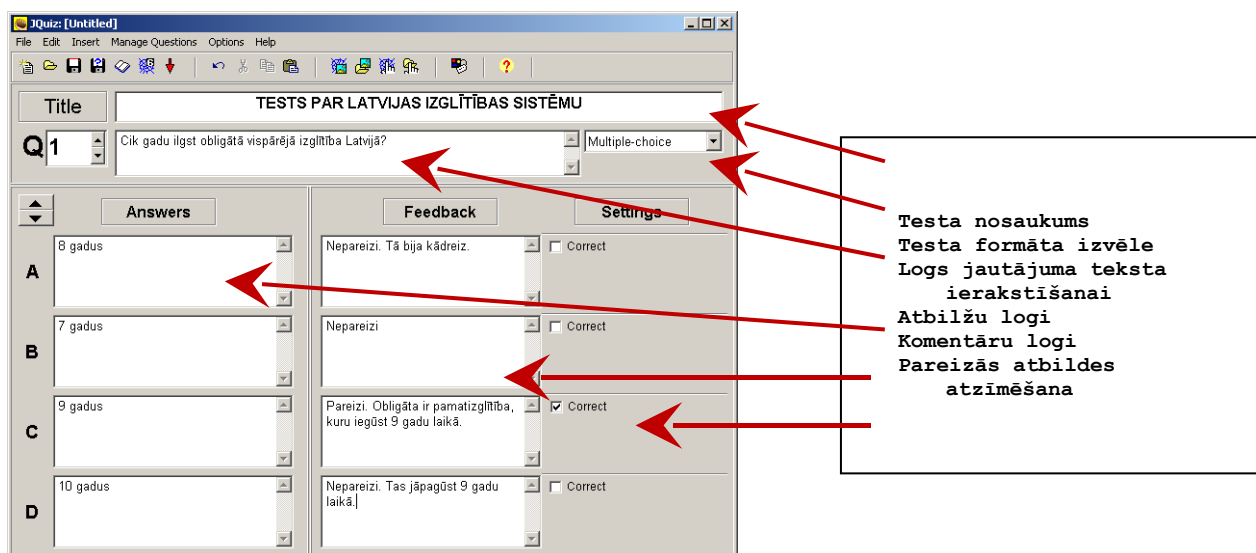 JQuiz: [Untitled]
File Edit Insert Manage Questions Options Help
Title
TESTS PAR LATVIJAS IZGLĪTĪBAS SISTĒMU
Q 1
Cik gadu ilgst obligātā vispārējā izglītība Latvijā?
Multiple-choice
Answers
Feedback
Settings
A
8 gadus
Nepareizi. Tā bija kādreiz.
Correct
B
7 gadus
Nepareizi
Correct
C
9 gadus
Pareizi. Obligāta ir pamatizglītība,
kuru iegūst 9 gadu laikā.
Correct
D
10 gadus
Nepareizi. Tas jāpagūst 9 gadu
laikā.
Correct
Testa nosaukums
Testa formāta izvēle
Logs jautājuma teksta
ierakstīšanai
Atbilžu logi
Komentāru logi
Pareizās atbildes
atzīmēšana